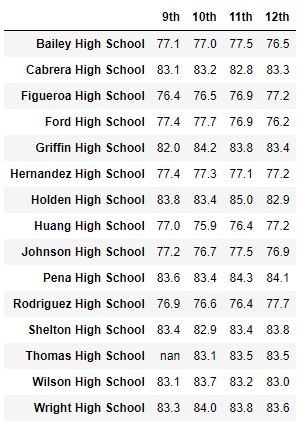 9th 10th 11th 12th
Bailey High School 77.1 77.0 77.5 76.5
Cabrera High School 83.1 83.2 82.8 83.3
Figueroa High School 76.4 76.5 76.9 77.2
Ford High School 77.4 77.7 76.9 76.2
Griffin High School 82.0 84.2 83.8 83.4
Hernandez High School 77.4 77.3 77.1 77.2
Holden High School 83.8 83.4 85.0 82.9
Huang High School 77.0 75.9 76.4 77.2
Johnson High School 77.2 76.7 77.5 76.9
Pena High School 83.6 83.4 84.3 84.1
Rodriguez High School 76.9 76.6 76.4 77.7
Shelton High School 83.4 82.9 83.4 83.8
Thomas High School nan 83.1 83.5 83.5
Wilson High School 83.1 83.7 83.2 83.0
Wright High School 83.3 84.0 83.8 83.6